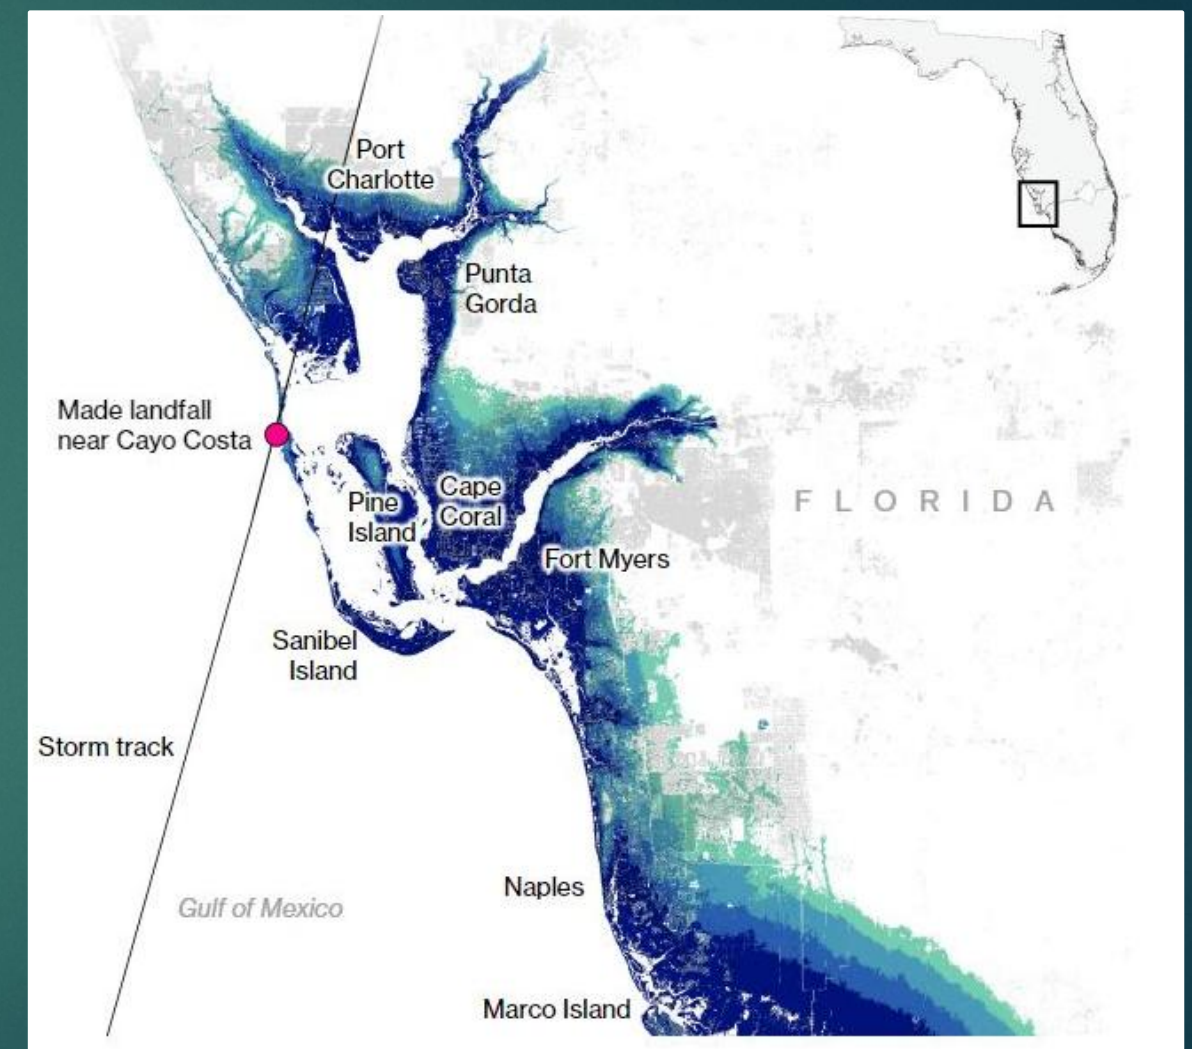 Port
Charlotte
Punta
Gorda
Made landfall
near Cayo Costa
Pine
Island
Cape
Coral
FLORIDA
Fort Myers
Sanibel
Island
Storm track
Naples
Gulf of Mexico
Marco Island